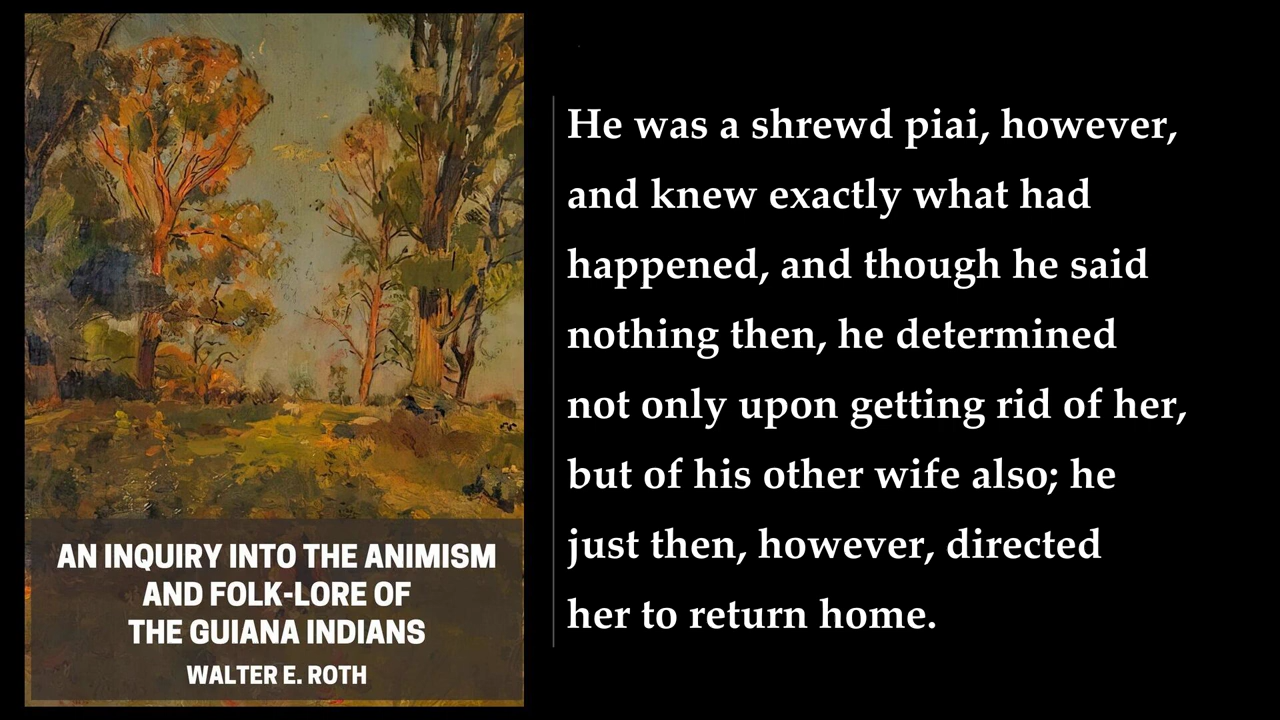 AN INQUIRY INTO THE ANIMISM
AND FOLK-LORE OF
THE GUIANA INDIANS
WALTER E. ROTH
He was a shrewd piai, however,
and knew exactly what had
happened, and though he said
nothing then, he determined
not only upon getting rid of her,
but of his other wife also; he
just then, however, directed
her to return home.